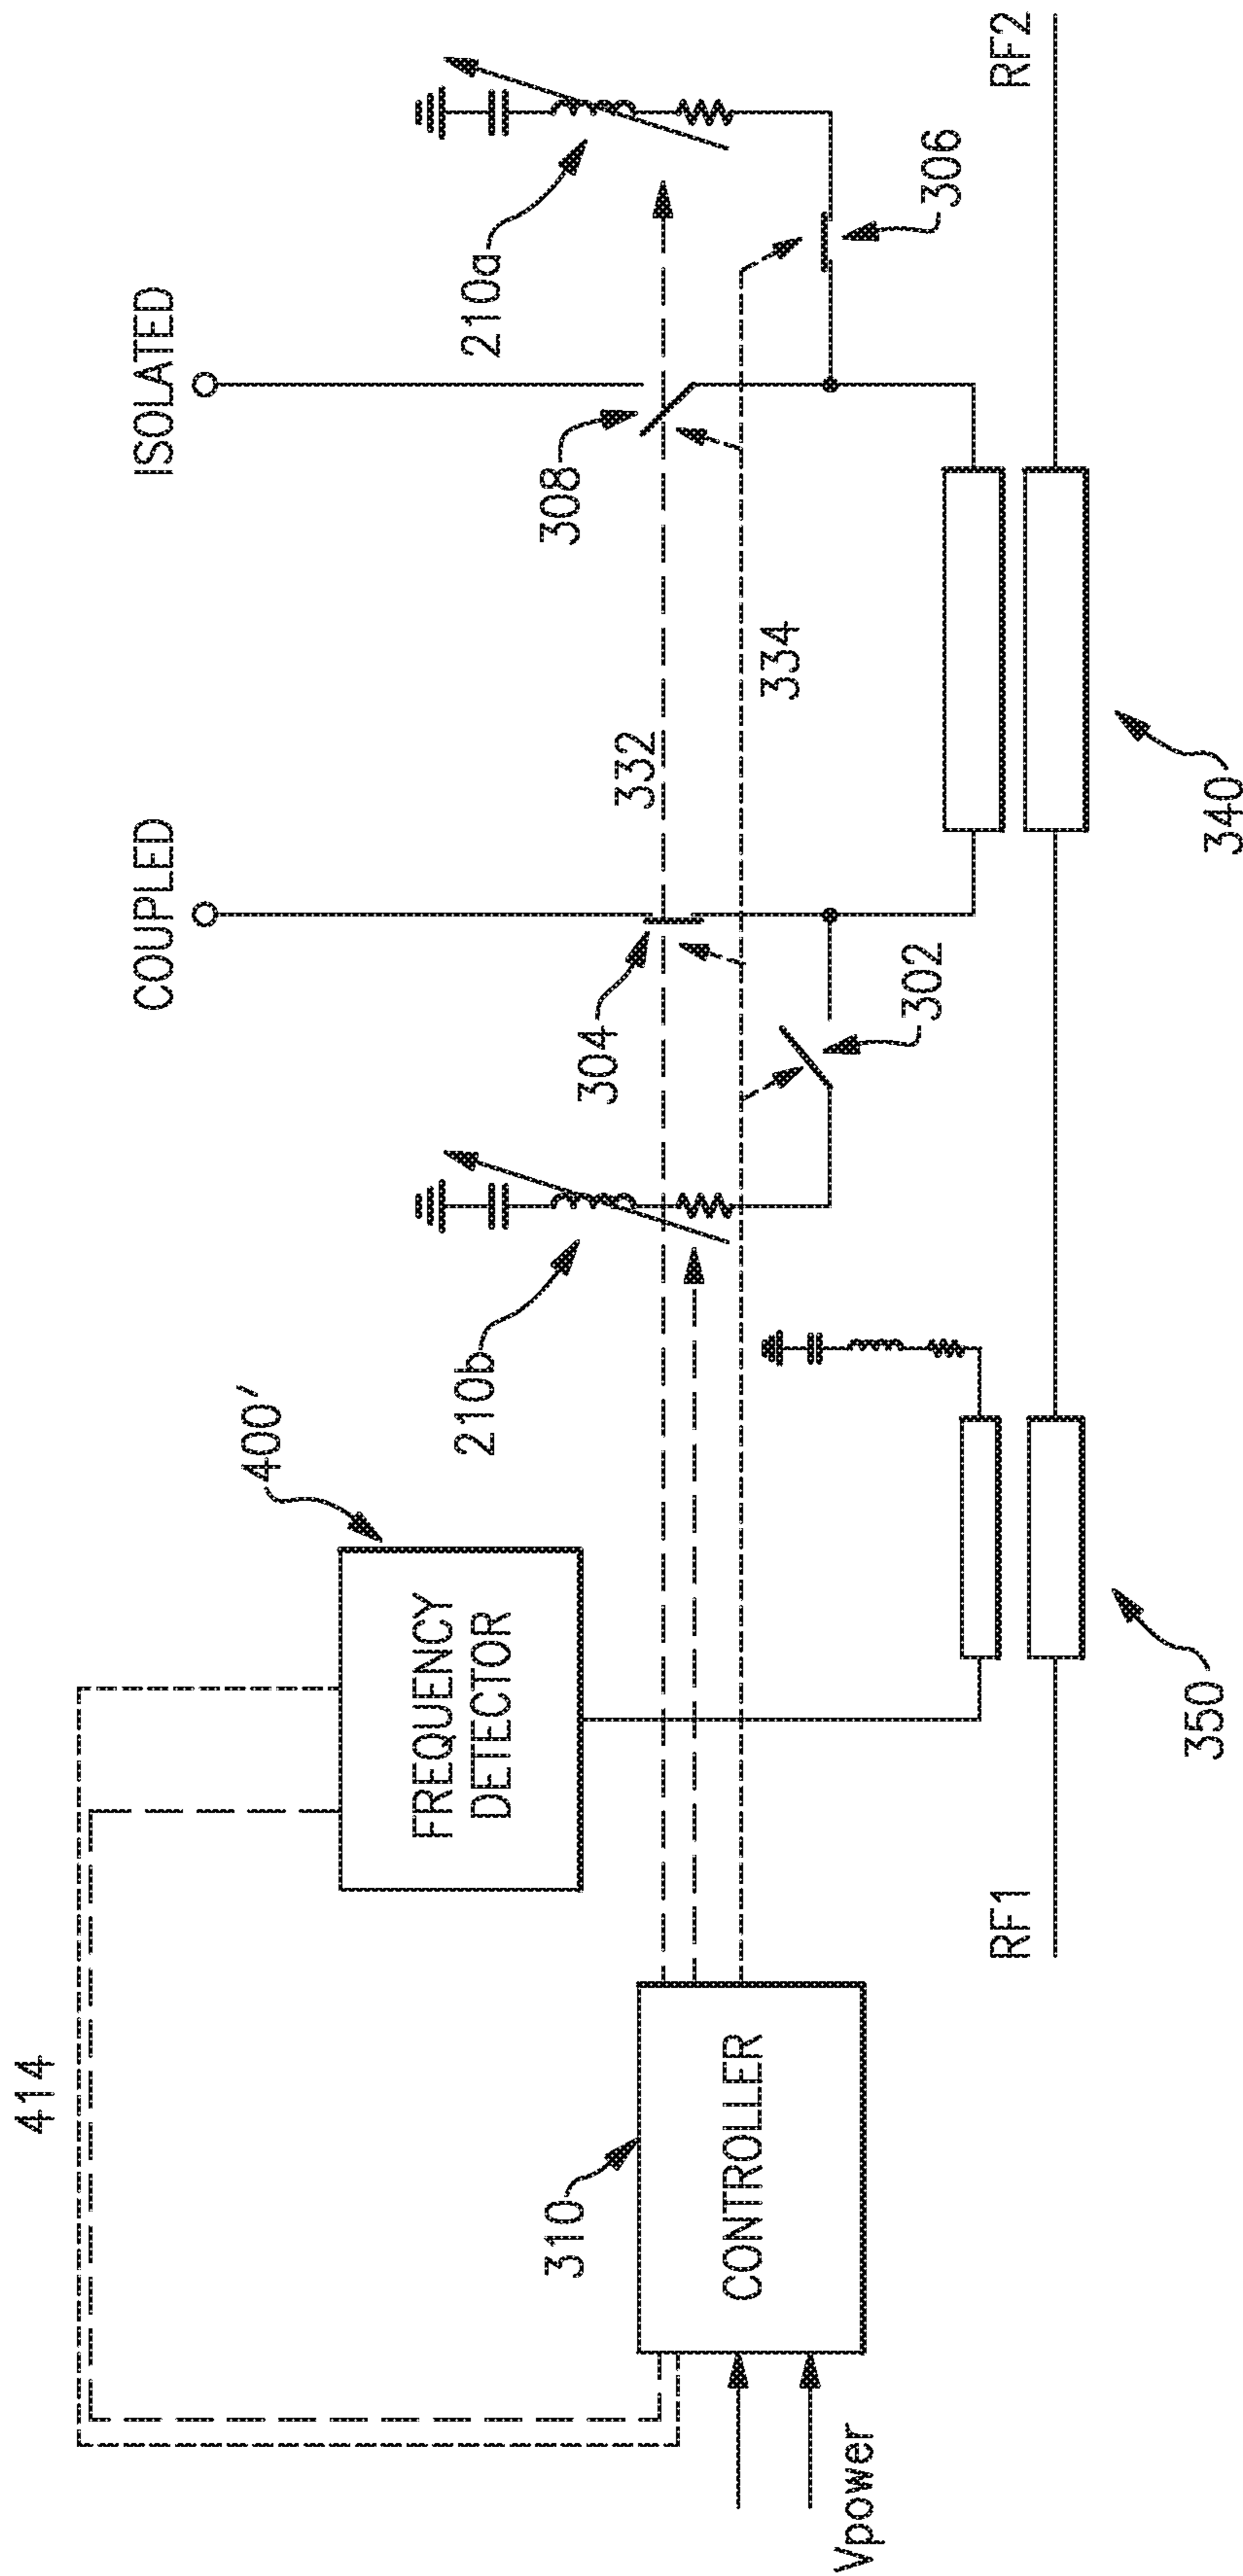 414
400'
FREQUENCY
DETECTOR
COUPLED
ISOLATED
210b
304
332
308
210a
310
CONTROLLER
Vpower
302
334
306
RF1
RF2
350
340